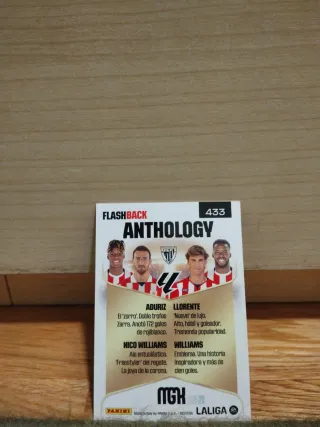 FLASHBACK
433
ANTHOLOGY
ADURIZ
El 'zorro'. Doble trofeo
Zarra. Anotó 172 goles
de rojiblanco.
LLORENTE
'Nueve' de lujo.
Alto, hábil y goleador.
Tremenda popularidad.
NICO WILLIAMS
Ala entusiástica.
'Freestyler' del regate.
La joya de la corona.
WILLIAMS
Emblema. Una historia
inspiradora y más de
cien goles.
MGK
PANINI
LALIGA